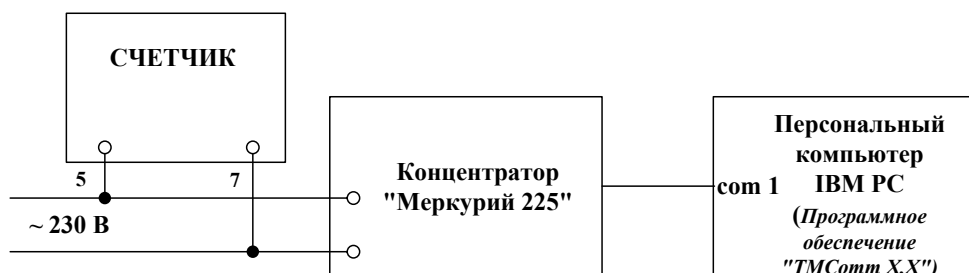 СЧЕТЧИК
5
7
~ 230 В
Концентратор
"Меркурий 225"
com 1
Персональный
компьютер
IBM PC
(Программное
обеспечение
"TMComm X.X")